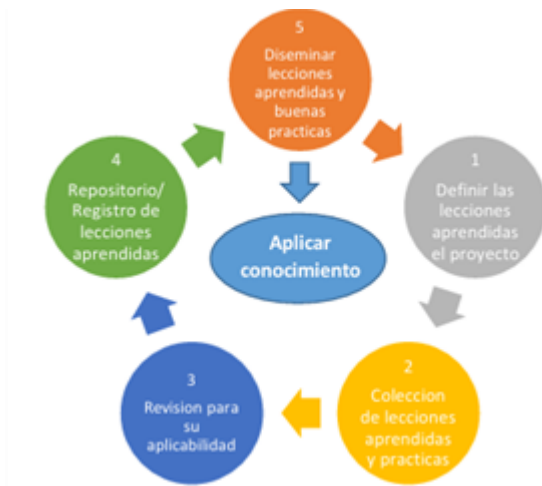 5
Diseminar
lecciones
aprendidas y
buenas
practicas
1
Definir las
lecciones
aprendidas
el proyecto
2
Coleccion
de lecciones
aprendidas
y practicas
3
Revision para
su
aplicabilidad
4
Repositorio/
Registro de
lecciones
aprendidas
Aplicar
conocimiento